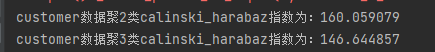 customer数据聚2类calinski_harabaz指数为：160.059079
customer数据聚3类calinski_harabaz指数为：146.644857